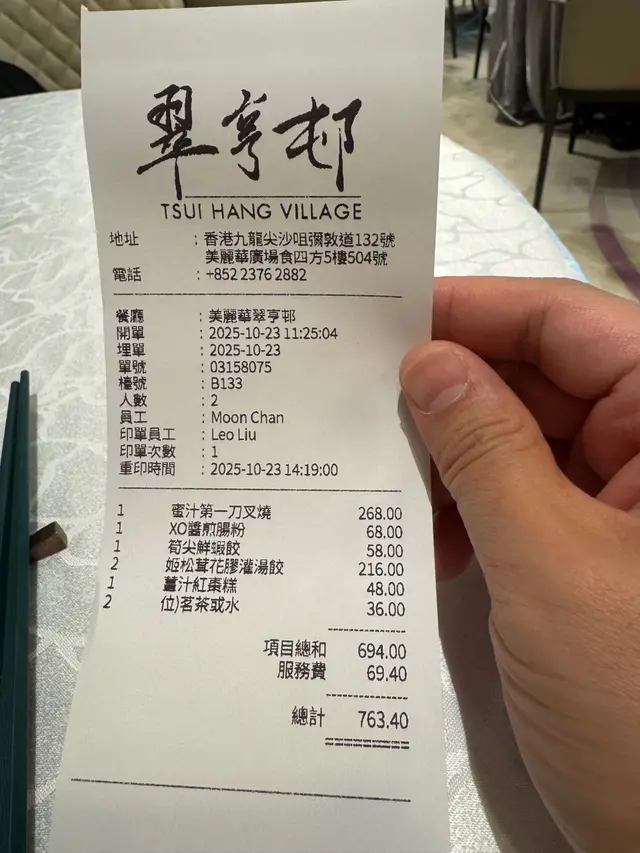 翠亨邨
TSUI HANG VILLAGE
地址 : 香港九龍尖沙咀彌敦道132號
美麗華廣場食四方5樓504號
電話 : +852 2376 2882
餐廳 : 美麗華翠亨邨
開單 : 2025-10-23 11:25:04
埋單 : 2025-10-23
單號 : 03158075
檯號 : B133
人數 : 2
員工 : Moon Chan
印單員工 : Leo Liu
印單次數 : 1
重印時間 : 2025-10-23 14:19:00
1 蜜汁第一刀叉燒 268.00
1 XO醬煎腸粉 68.00
1 筍尖鮮蝦餃 58.00
2 姬松茸花膠灌湯餃 216.00
1 薑汁紅棗糕 48.00
2 位)茗茶或水 36.00
項目總和 694.00
服務費 69.40
總計 763.40